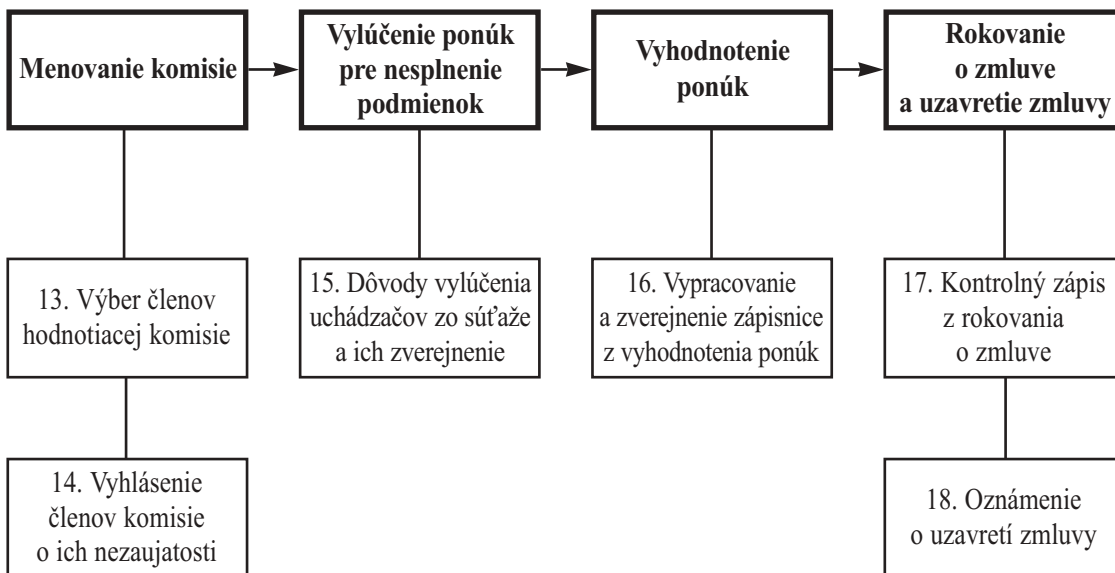 Menovanie komisie
Vylúčenie ponúk
pre nesplnenie
podmienok
Vyhodnotenie
ponúk
Rokovanie
o zmluve
a uzavretie zmluvy
13. Výber členov
hodnotiacej komisie
15. Dôvody vylúčenia
uchádzačov zo súťaže
a ich zverejnenie
16. Vypracovanie
a zverejnenie zápisnice
z vyhodnotenia ponúk
17. Kontrolný zápis
z rokovania
o zmluve
14. Vyhlásenie
členov komisie
o ich nezaujatosti
18. Oznámenie
o uzavretí zmluvy